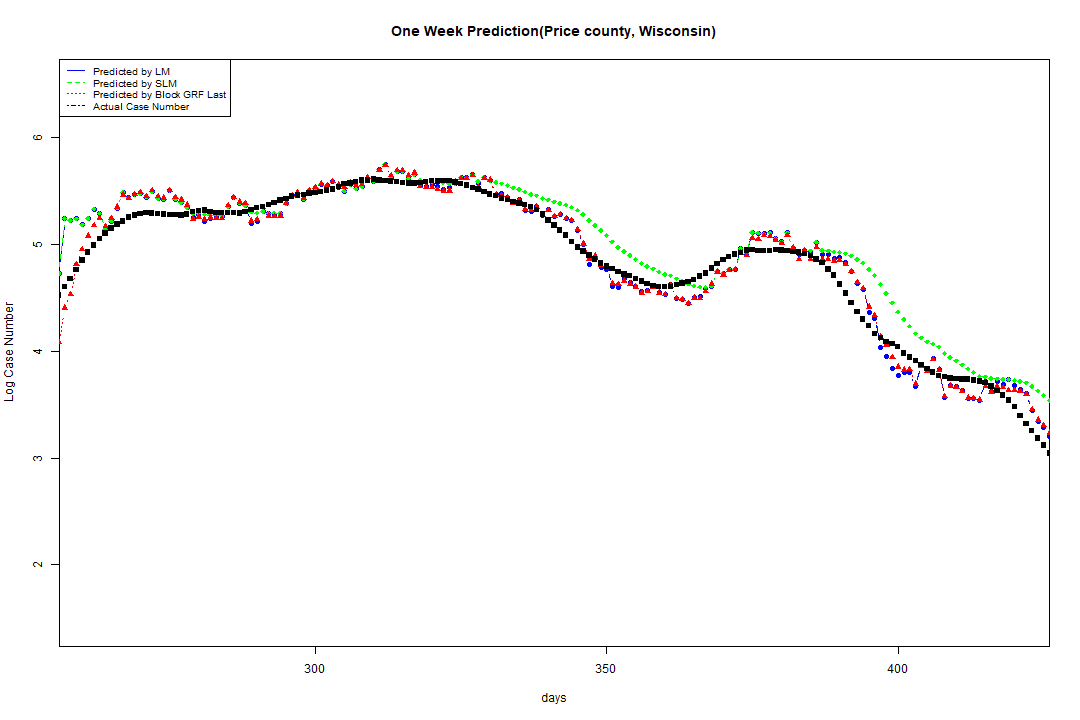 One Week Prediction(Price county, Wisconsin)
Predicted by LM
Predicted by SLM
Predicted by Block GRF Last
Actual Case Number
6
5
4
3
2
Log Case Number
300
350
400
days